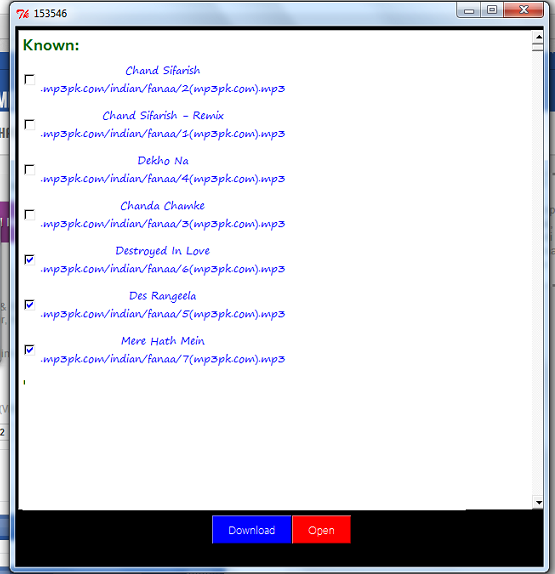 153546
Known:
Chand Sifarish
.mp3pk.com/indian/fanaa/2(mp3pk.com).mp3
Chand Sifarish - Remix
.mp3pk.com/indian/fanaa/1(mp3pk.com).mp3
Dekho Na
.mp3pk.com/indian/fanaa/4(mp3pk.com).mp3
Chanda Chamke
.mp3pk.com/indian/fanaa/3(mp3pk.com).mp3
Destroyed In Love
.mp3pk.com/indian/fanaa/6(mp3pk.com).mp3
Des Rangeela
.mp3pk.com/indian/fanaa/5(mp3pk.com).mp3
Mere Hath Mein
.mp3pk.com/indian/fanaa/7(mp3pk.com).mp3
Download Open